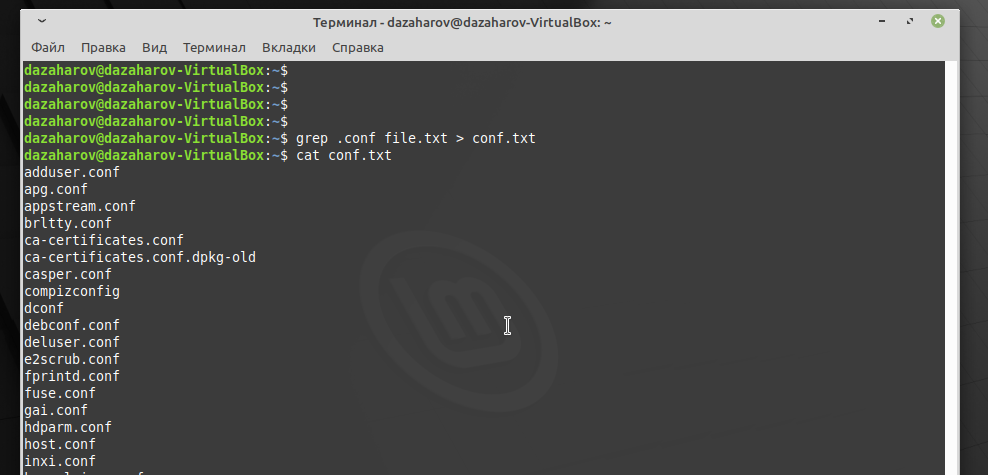 Терминал - dazaharov@dazaharov-VirtualBox: ~
Файл Правка Вид Терминал Вкладки Справка
dazaharov@dazaharov-VirtualBox:~$
dazaharov@dazaharov-VirtualBox:~$
dazaharov@dazaharov-VirtualBox:~$
dazaharov@dazaharov-VirtualBox:~$
dazaharov@dazaharov-VirtualBox:~$ grep .conf file.txt > conf.txt
dazaharov@dazaharov-VirtualBox:~$ cat conf.txt
adduser.conf
apg.conf
appstream.conf
brltty.conf
ca-certificates.conf
ca-certificates.conf.dpkg-old
casper.conf
compizconfig
dconf
debconf.conf
deluser.conf
e2scrub.conf
fprintd.conf
fuse.conf
gai.conf
hdparm.conf
host.conf
inxi.conf